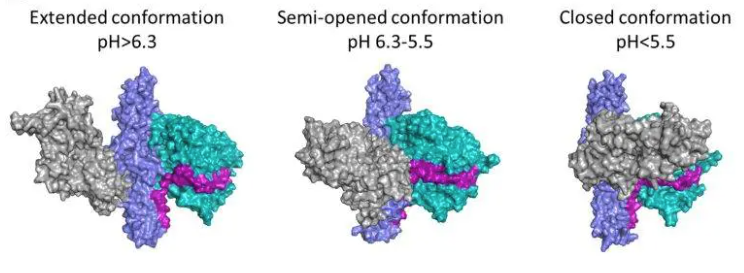 Extended conformation
pH>6.3
Semi-opened conformation
pH 6.3-5.5
Closed conformation
pH<5.5